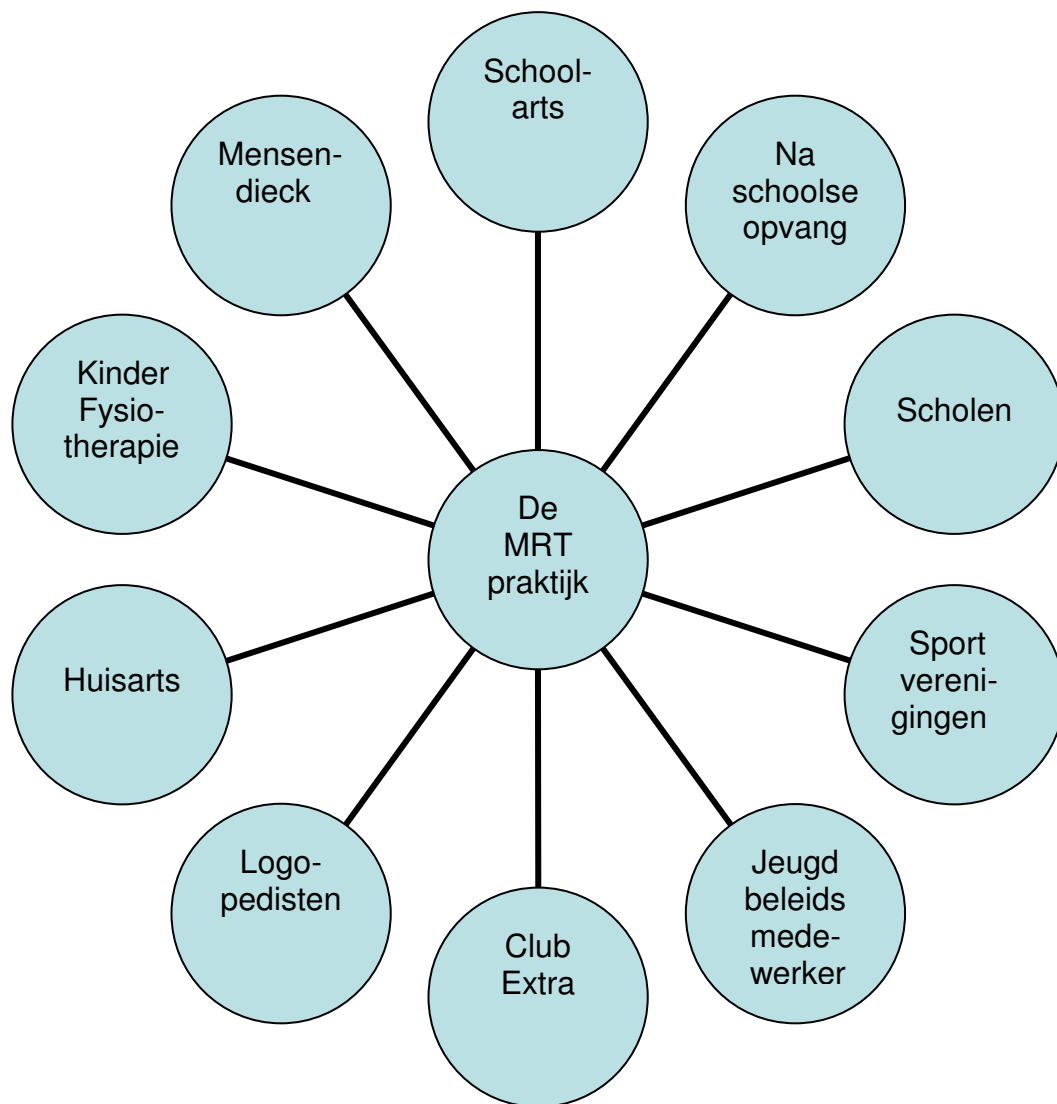 School-
arts
Na
schoolse
opvang
Scholen
Sport
vereni-
gingen
Jeugd
beleids
mede-
werker
Club
Extra
Logo-
pedisten
Huisarts
Kinder
Fysio-
therapie
Mensen-
dieck
De
MRT
praktijk